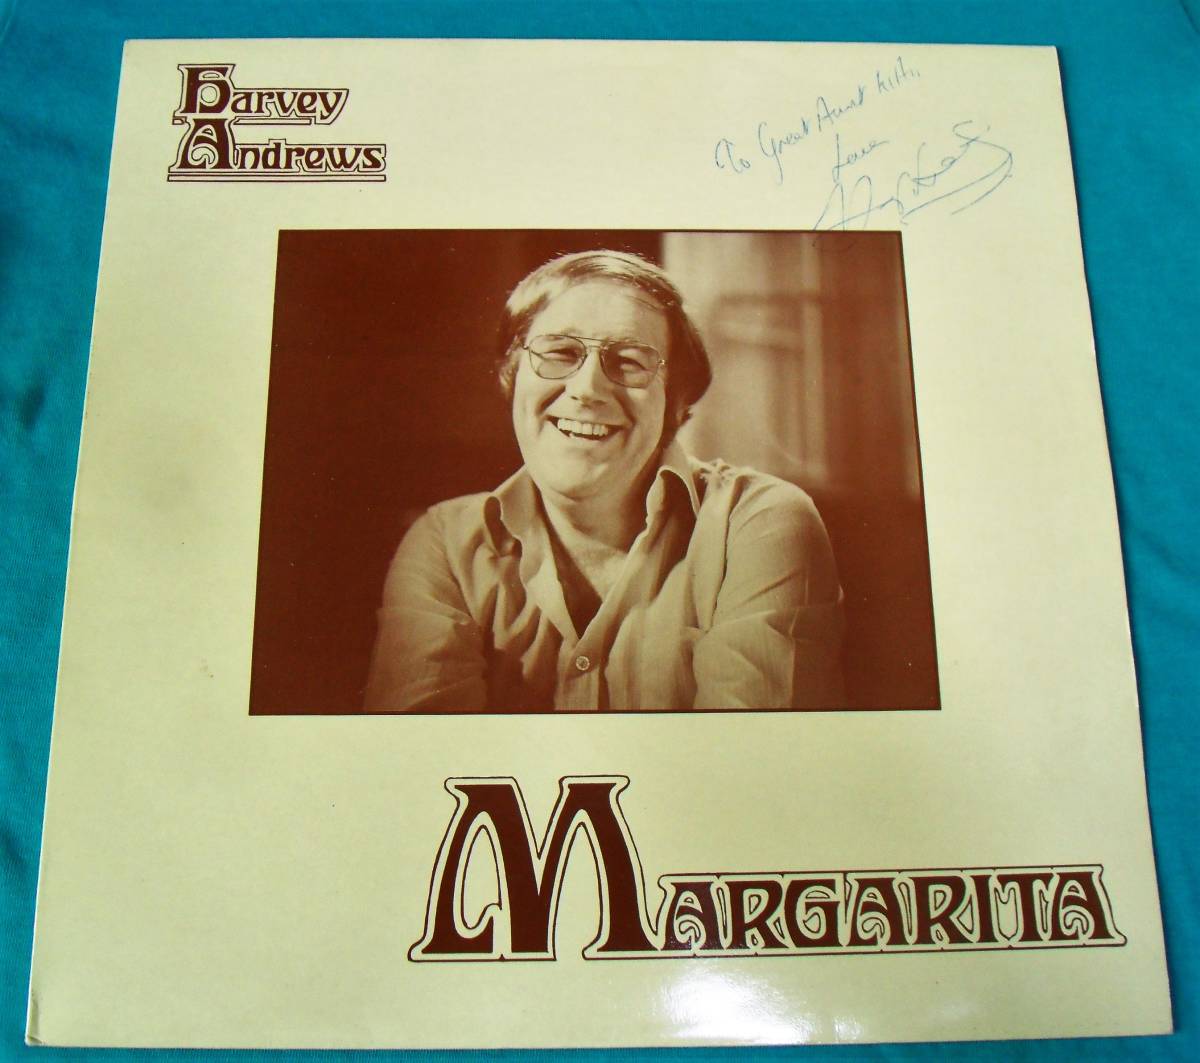 Harvey
Andrews
To Great Aunt
Love
MARGARITA